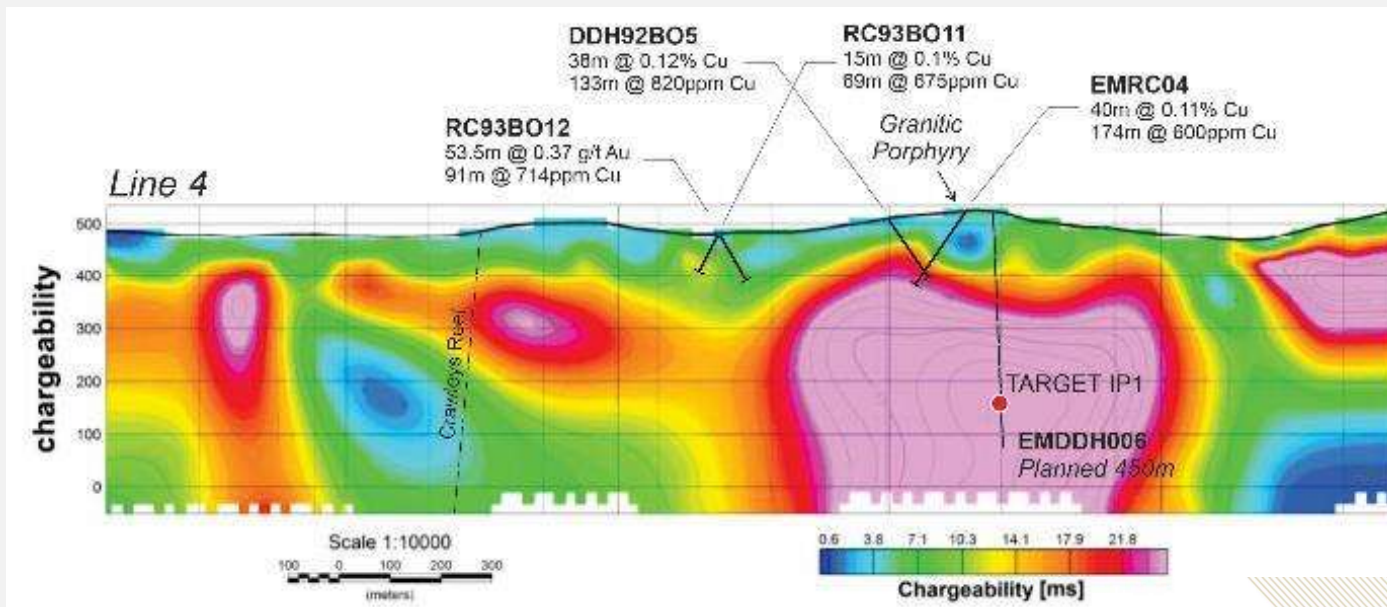 DDH92BO5
38m @ 0.12% Cu
133m @ 820ppm Cu
RC93BO11
15m @ 0.1% Cu
69m @ 675ppm Cu
EMRC04
40m @ 0.11% Cu
174m @ 600ppm Cu
Granitic
Porphyry
RC93BO12
53.5m @ 0.37 g/t Au
91m @ 714ppm Cu
Line 4
chargeability
500
400
300
200
100
0
Crawleys Reef
TARGET IP1
EMDDH006
Planned 450m
Scale 1:10000
100 0 100 200 300
(meters)
0.6 3.8 7.1 10.3 14.1 17.9 21.8
Chargeability [ms]